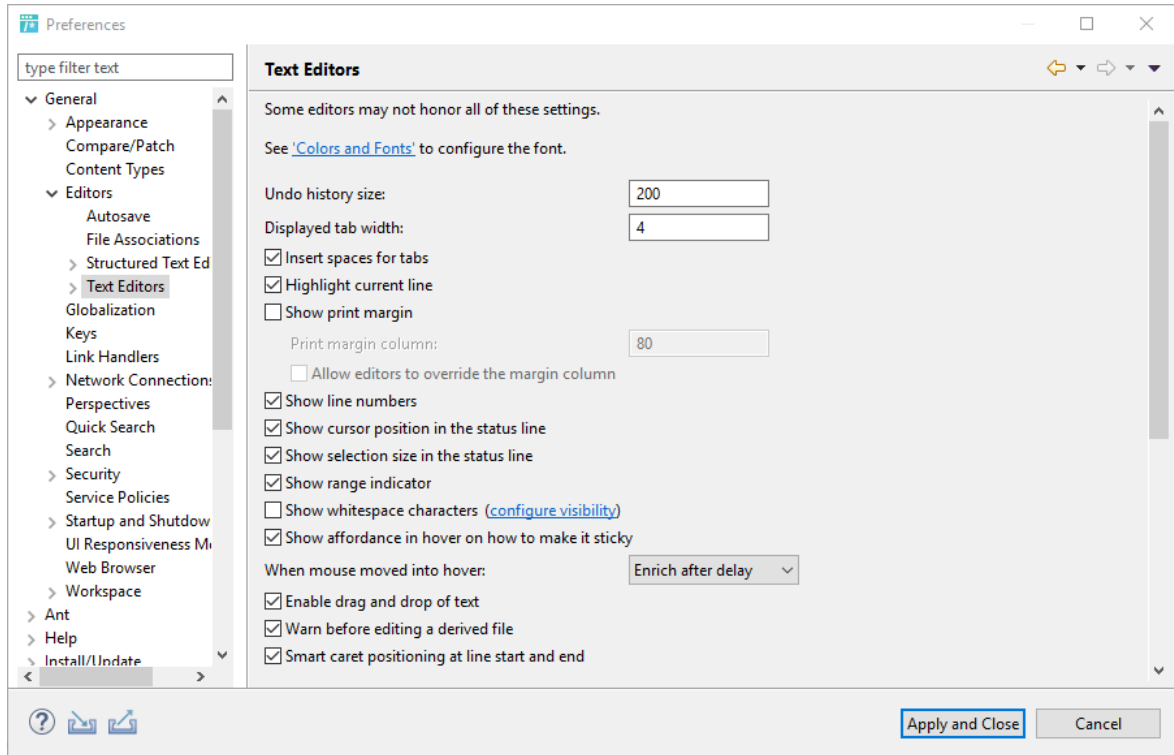 Preferences
type filter text
General
Appearance
Compare/Patch
Content Types
Editors
Autosave
File Associations
Structured Text Ed
Text Editors
Globalization
Keys
Link Handlers
Network Connections
Perspectives
Quick Search
Search
Security
Service Policies
Startup and Shutdow
UI Responsiveness Mo
Web Browser
Workspace
Ant
Help
Install/Update
Text Editors
Some editors may not honor all of these settings.
See 'Colors and Fonts' to configure the font.
Undo history size: 200
Displayed tab width: 4
Insert spaces for tabs
Highlight current line
Show print margin
Print margin column: 80
Allow editors to override the margin column
Show line numbers
Show cursor position in the status line
Show selection size in the status line
Show range indicator
Show whitespace characters (configure visibility)
Show affordance in hover on how to make it sticky
When mouse moved into hover: Enrich after delay
Enable drag and drop of text
Warn before editing a derived file
Smart caret positioning at line start and end
Apply and Close Cancel